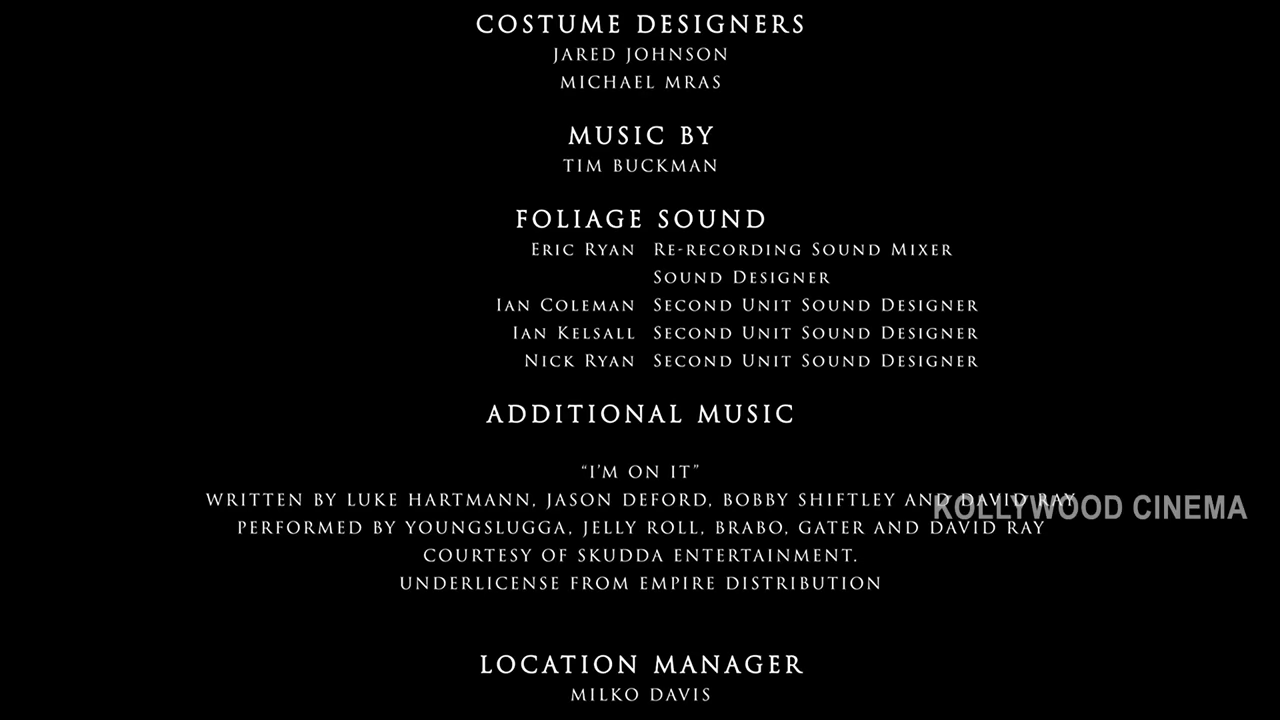 COSTUME DESIGNERS
JARED JOHNSON
MICHAEL MRAS
MUSIC BY
TIM BUCKMAN
FOLIAGE SOUND
ERIC RYAN RE-RECORDING SOUND MIXER
SOUND DESIGNER
IAN COLEMAN SECOND UNIT SOUND DESIGNER
IAN KELSALL SECOND UNIT SOUND DESIGNER
NICK RYAN SECOND UNIT SOUND DESIGNER
ADDITIONAL MUSIC
“I’M ON IT”
WRITTEN BY LUKE HARTMANN, JASON DEFORD, BOBBY SHIFTLEY AND DAVID RAY
KOLLYWOOD CINEMA
PERFORMED BY YOUNGSLUGGA, JELLY ROLL, BRABO, GATER AND DAVID RAY
COURTESY OF SKUDDA ENTERTAINMENT.
UNDERLICENSE FROM EMPIRE DISTRIBUTION
LOCATION MANAGER
MILKO DAVIS